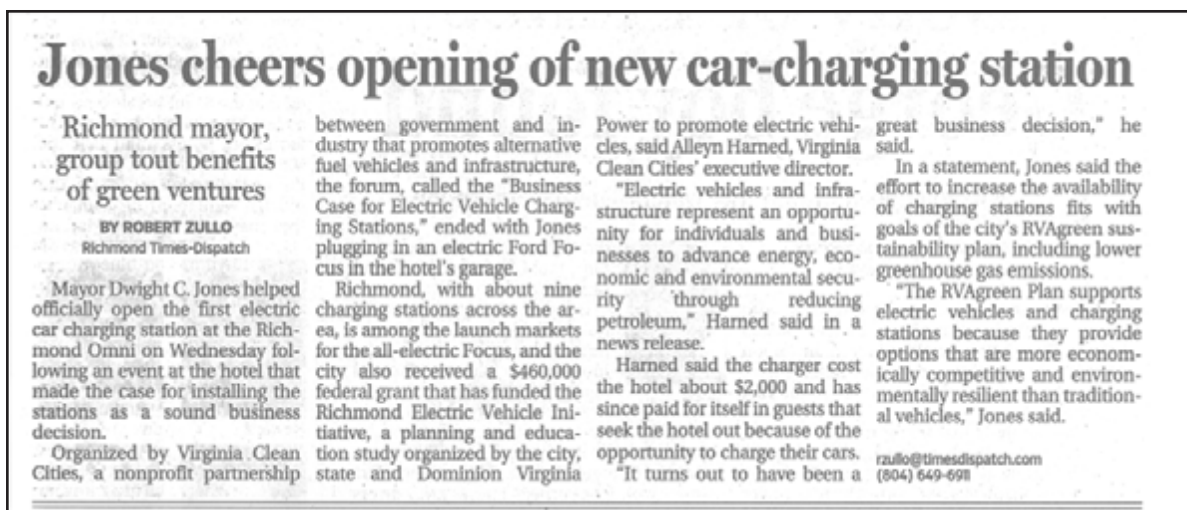 Jones cheers opening of new car-charging station
Richmond mayor,
group tout benefits
of green ventures
BY ROBERT ZULLO
Richmond Times-Dispatch
Mayor Dwight C. Jones helped
officially open the first electric
car charging station at the Rich-
mond Omni on Wednesday fol-
lowing an event at the hotel that
made the case for installing the
stations as a sound business
decision.
Organized by Virginia Clean
Cities, a nonprofit partnership
between government and in-
dustry that promotes alternative
fuel vehicles and infrastructure,
the forum, called the “Business
Case for Electric Vehicle Charg-
ing Stations,” ended with Jones
plugging in an electric Ford Fo-
cus in the hotel's garage.
Richmond, with about nine
charging stations across the ar-
ea, is among the launch markets
for the all-electric Focus, and the
city also received a $460,000
federal grant that has funded the
Richmond Electric Vehicle Ini-
tiative, a planning and educa-
tion study organized by the city,
state and Dominion Virginia
Power to promote electric vehi-
cles, said Alleyn Harned, Virginia
Clean Cities' executive director.
“Electric vehicles and infra-
structure represent an opportu-
nity for individuals and busi-
nesses to advance energy, eco-
nomic and environmental secu-
rity through reducing
petroleum,” Harned said in a
news release.
Harned said the charger cost
the hotel about $2,000 and has
since paid for itself in guests that
seek the hotel out because of the
opportunity to charge their cars.
“It turns out to have been a
great business decision,” he
said.
In a statement, Jones said the
effort to increase the availability
of charging stations fits with
goals of the city's RVAgreen sus-
tainability plan, including lower
greenhouse gas emissions.
“The RVAgreen Plan supports
electric vehicles and charging
stations because they provide
options that are more econom-
ically competitive and environ-
mentally resilient than tradition-
al vehicles,” Jones said.
rzullo@timesdispatch.com
(804) 649-6911